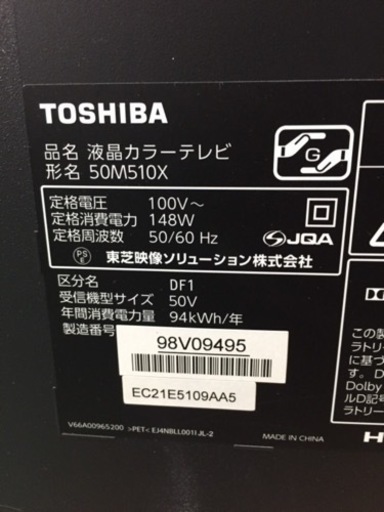 TOSHIBA
品名 液晶カラーテレビ
形名 50M510X
G
定格電圧 100V～
定格消費電力 148W
定格周波数 50/60 Hz
PS
E
JQA
東芝映像ソリューション株式会社
区分名 DF1
受信機型サイズ 50V
年間消費電力量 94kWh/年
製造番号
98V09495
EC21E5109AA5
V66A00965200 >PET< EJ4NBLL001IJL-2
この製
ラトリー
に基づ
す。D
Dolby
ルD記号
ラトリー
H